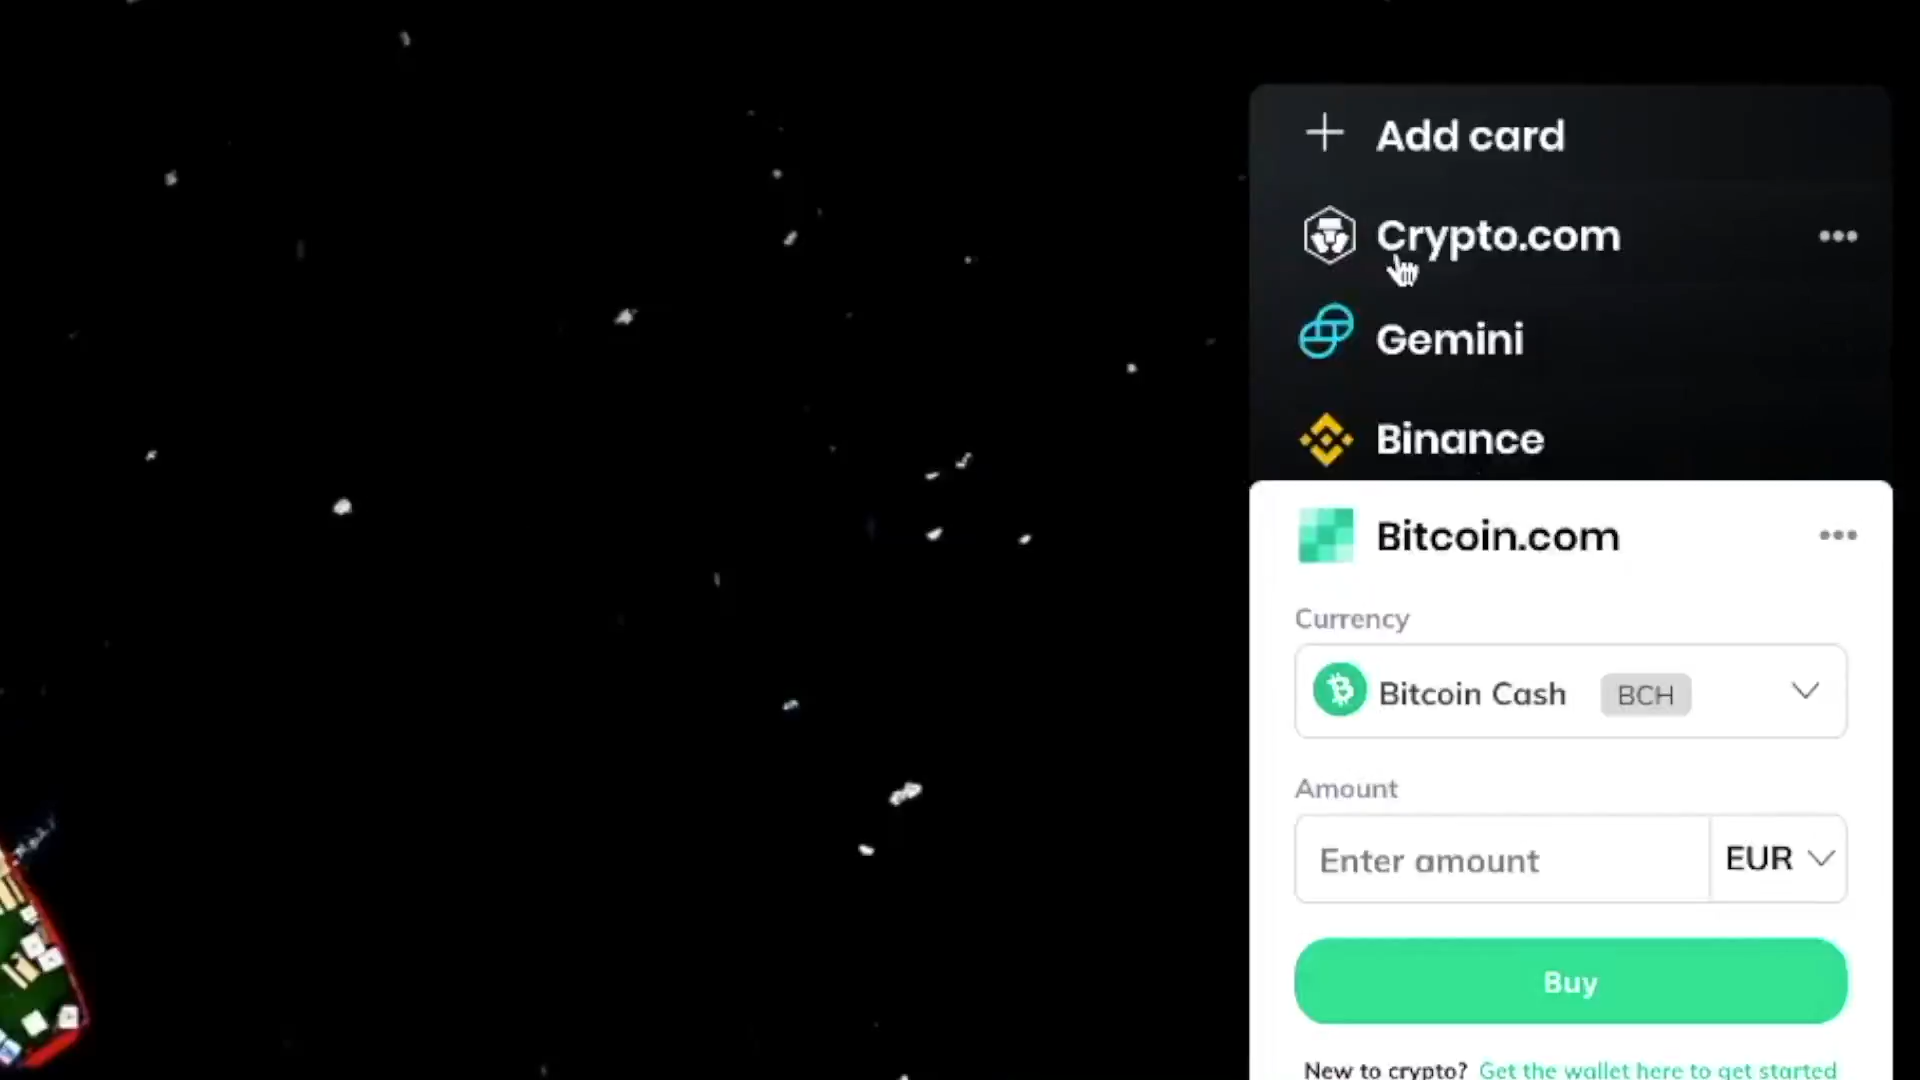 Add card
Crypto.com
Gemini
Binance
Bitcoin.com
Currency
Bitcoin Cash BCH
Amount
Enter amount EUR
Buy
New to crypto? Get the wallet here to get started